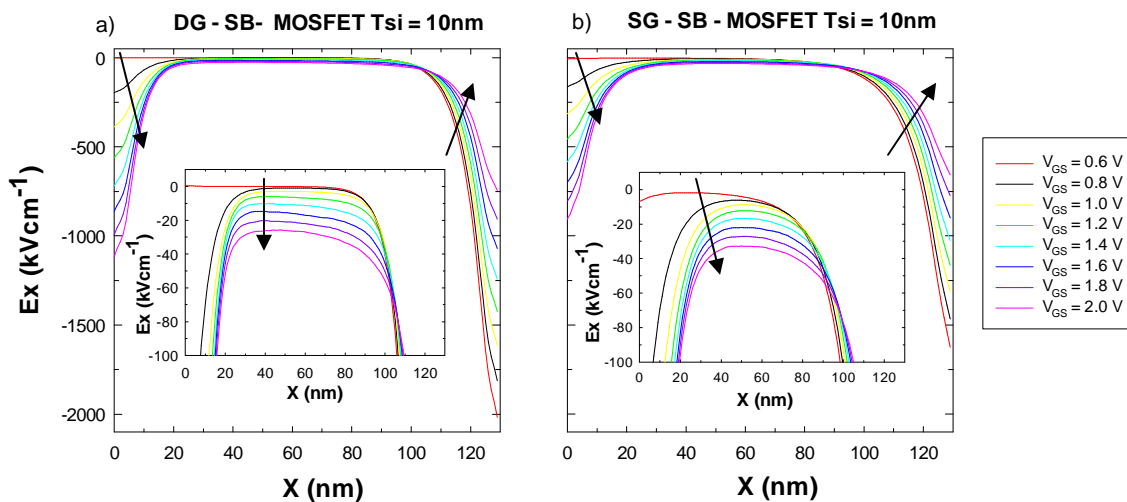 a) DG - SB- MOSFET Tsi = 10nm
b) SG - SB - MOSFET Tsi = 10nm
Ex (kVcm-1)
0
-500
-1000
-1500
-2000
0 20 40 60 80 100 120
X (nm)
Ex (kVcm-1)
0
-20
-40
-60
-80
-100
0 20 40 60 80 100 120
X (nm)
0 20 40 60 80 100 120
X (nm)
Ex (kVcm-1)
0
-20
-40
-60
-80
-100
0 20 40 60 80 100 120
X (nm)
VGS = 0.6 V
VGS = 0.8 V
VGS = 1.0 V
VGS = 1.2 V
VGS = 1.4 V
VGS = 1.6 V
VGS = 1.8 V
VGS = 2.0 V